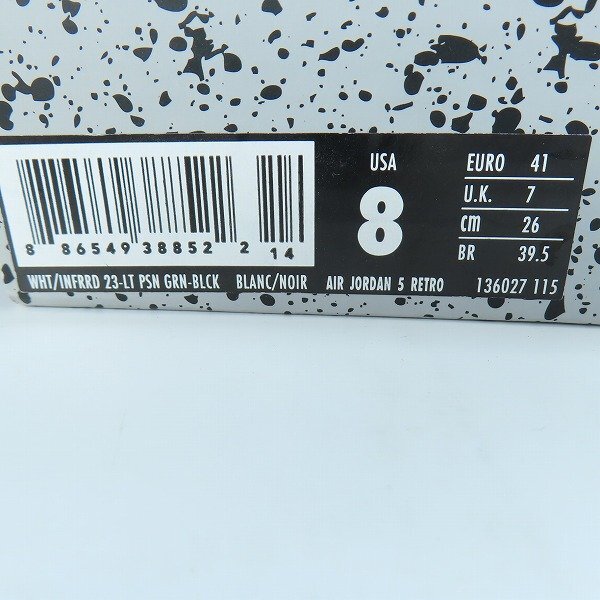 8 86549 38852 2 14
USA
8
EURO 41
U.K. 7
cm 26
BR 39.5
WHT/INFRRD 23-LT PSN GRN-BLCK BLANC/NOIR AIR JORDAN 5 RETRO 136027 115